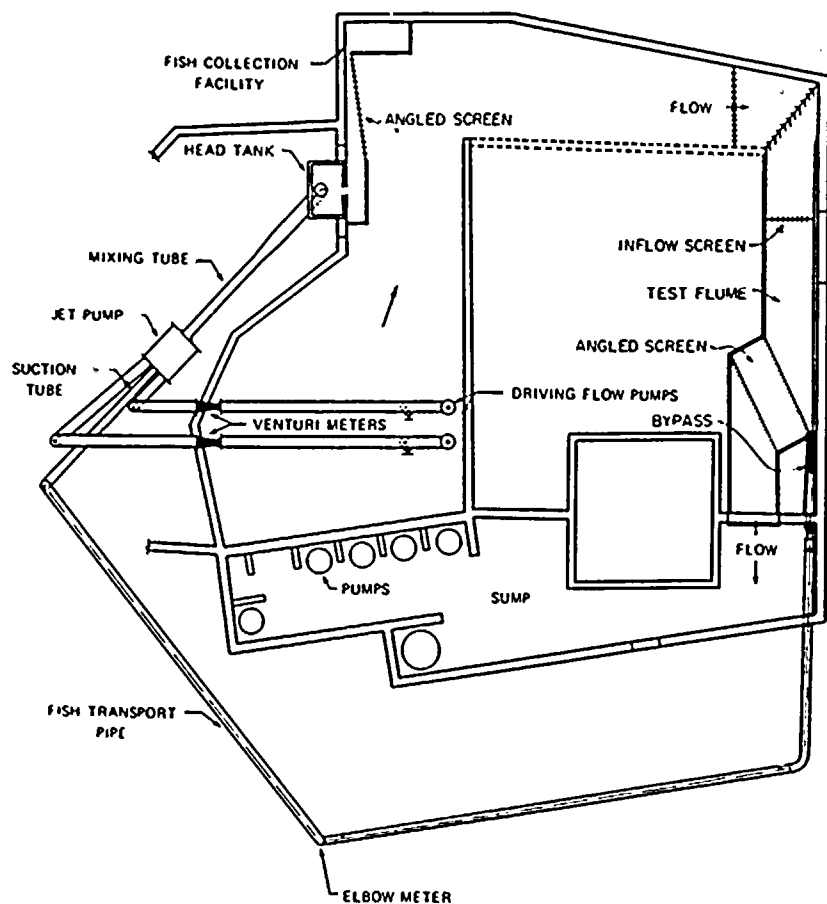 FISH COLLECTION
FACILITY
ANGLED SCREEN
FLOW
HEAD TANK
INFLOW SCREEN
MIXING TUBE
TEST FLUME
JET PUMP
ANGLED SCREEN
SUCTION
TUBE
DRIVING FLOW PUMPS
VENTURI METERS
BYPASS
FLOW
PUMPS
SUMP
FISH TRANSPORT
PIPE
ELBOW METER